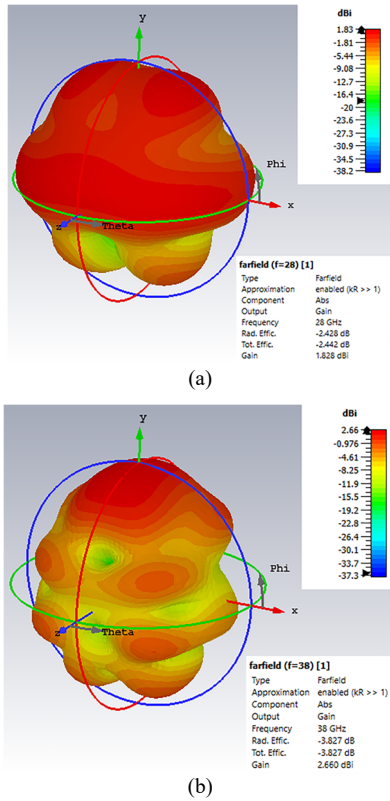 dBi
1.83
-2.81
-5.44
-9.08
-12.7
-16.4
-20
-23.6
-27.3
-30.9
-34.5
-38.2
y
Phi
x
z
Theta
farfield (f=28) [1]
Type Farfield
Approximation enabled (kR >> 1)
Component Abs
Output Gain
Frequency 28 GHz
Rad. Effic. -2.428 dB
Tot. Effic. -2.442 dB
Gain 1.828 dBi
(a)
dBi
2.66
-0.976
-4.61
-8.25
-11.9
-15.5
-19.2
-22.8
-26.4
-30.1
-33.7
-37.3
y
Phi
x
z
Theta
farfield (f=38) [1]
Type Farfield
Approximation enabled (kR >> 1)
Component Abs
Output Gain
Frequency 38 GHz
Rad. Effic. -3.827 dB
Tot. Effic. -3.827 dB
Gain 2.660 dBi
(b)